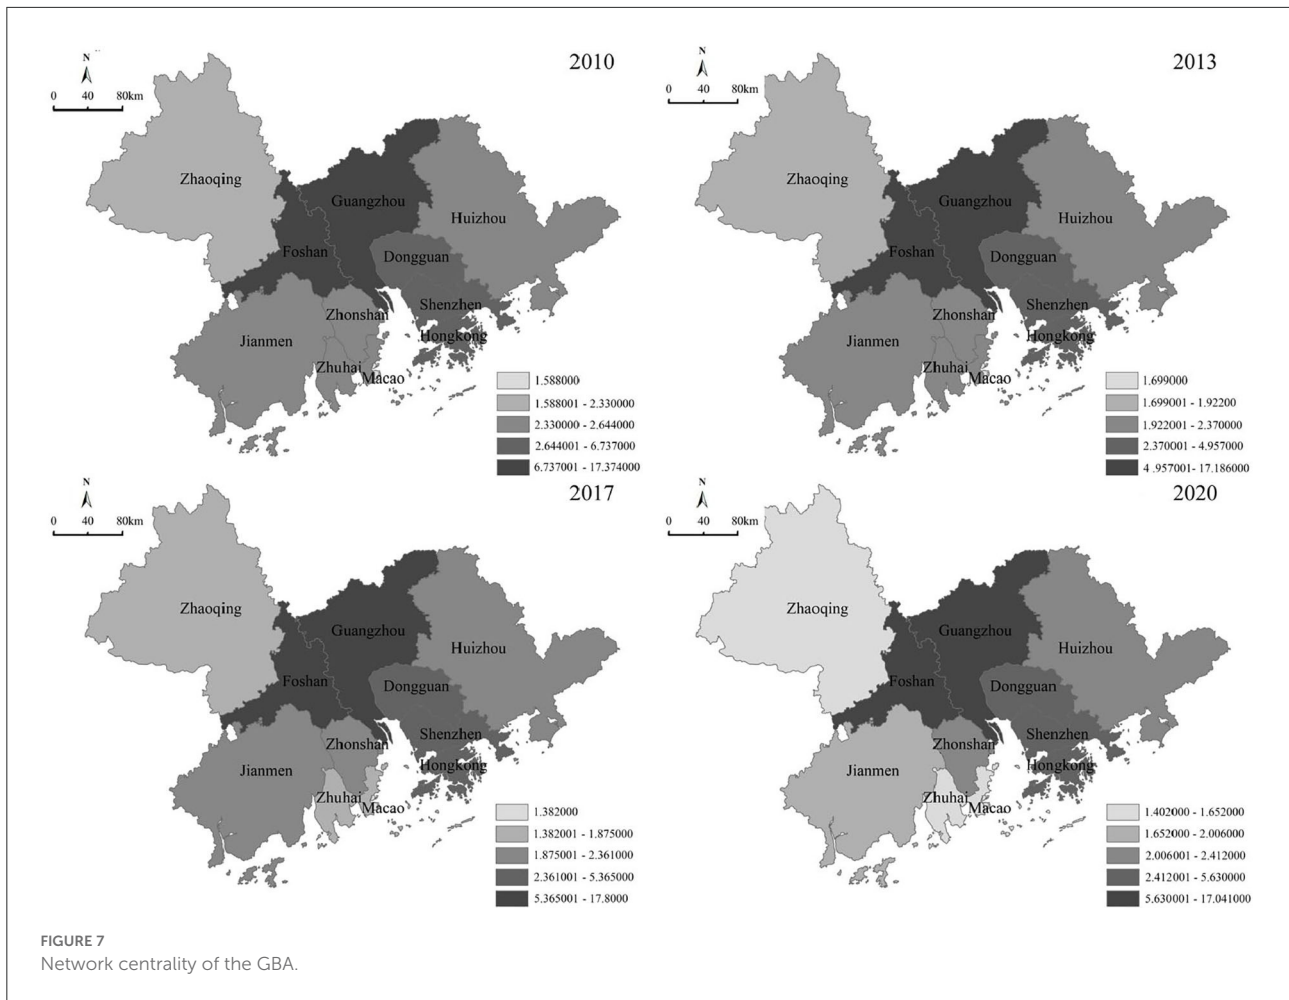 2010
N
0 40 80km
Zhaoqing
Guangzhou
Huizhou
Foshan
Dongguan
Shenzhen
Zhonshan
Hongkong
Jianmen
Zhuhai
Macao
1.588000
1.588001 - 2.330000
2.330000 - 2.644000
2.644001 - 6.737000
6.737001 - 17.374000
2013
N
0 40 80km
Zhaoqing
Guangzhou
Huizhou
Foshan
Dongguan
Shenzhen
Zhonshan
Hongkong
Jianmen
Zhuhai
Macao
1.699000
1.699001 - 1.92200
1.922001 - 2.370000
2.370001 - 4.957000
4 .957001- 17.186000
2017
N
0 40 80km
Zhaoqing
Guangzhou
Huizhou
Foshan
Dongguan
Shenzhen
Zhonshan
Hongkong
Jianmen
Zhuhai
Macao
1.382000
1.382001 - 1.875000
1.875001 - 2.361000
2.361001 - 5.365000
5.365001 - 17.8000
2020
N
0 40 80km
Zhaoqing
Guangzhou
Huizhou
Foshan
Dongguan
Shenzhen
Zhonshan
Hongkong
Jianmen
Zhuhai
Macao
1.402000 - 1.652000
1.652000 - 2.006000
2.006001 - 2.412000
2.412001 - 5.630000
5.630001 - 17.041000
FIGURE 7
Network centrality of the GBA.